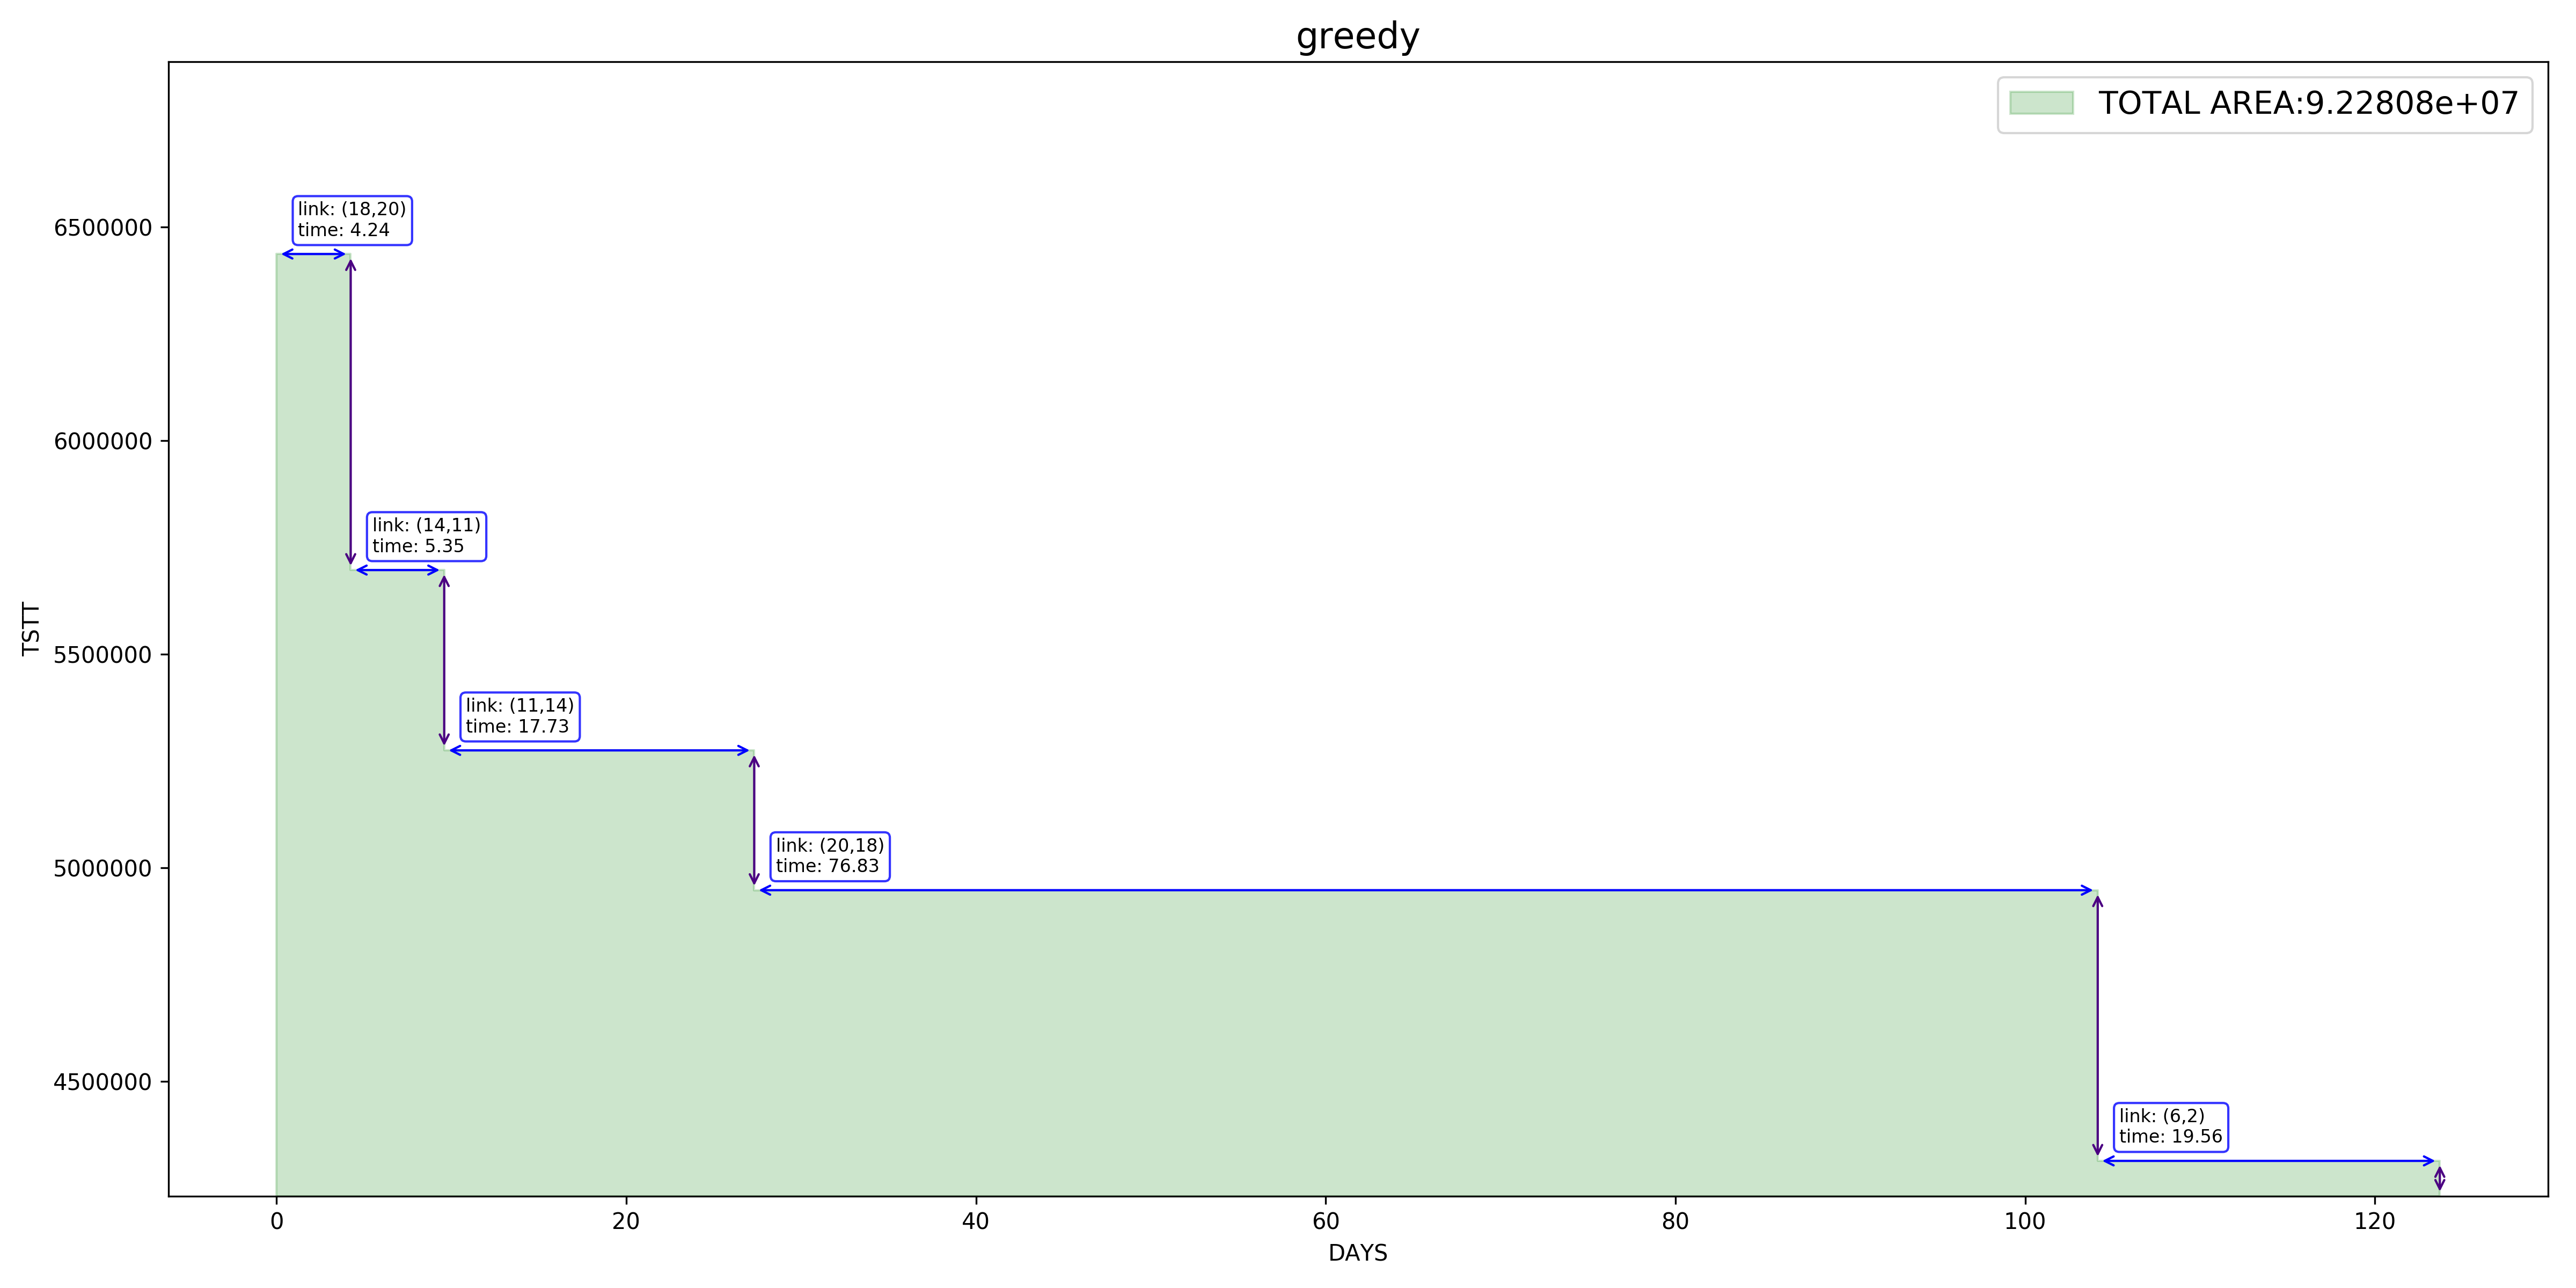 greedy
TOTAL AREA:9.22808e+07
link: (18,20)
time: 4.24
link: (14,11)
time: 5.35
link: (11,14)
time: 17.73
link: (20,18)
time: 76.83
link: (6,2)
time: 19.56
TSTT
6500000
6000000
5500000
5000000
4500000
0 20 40 60 80 100 120
DAYS